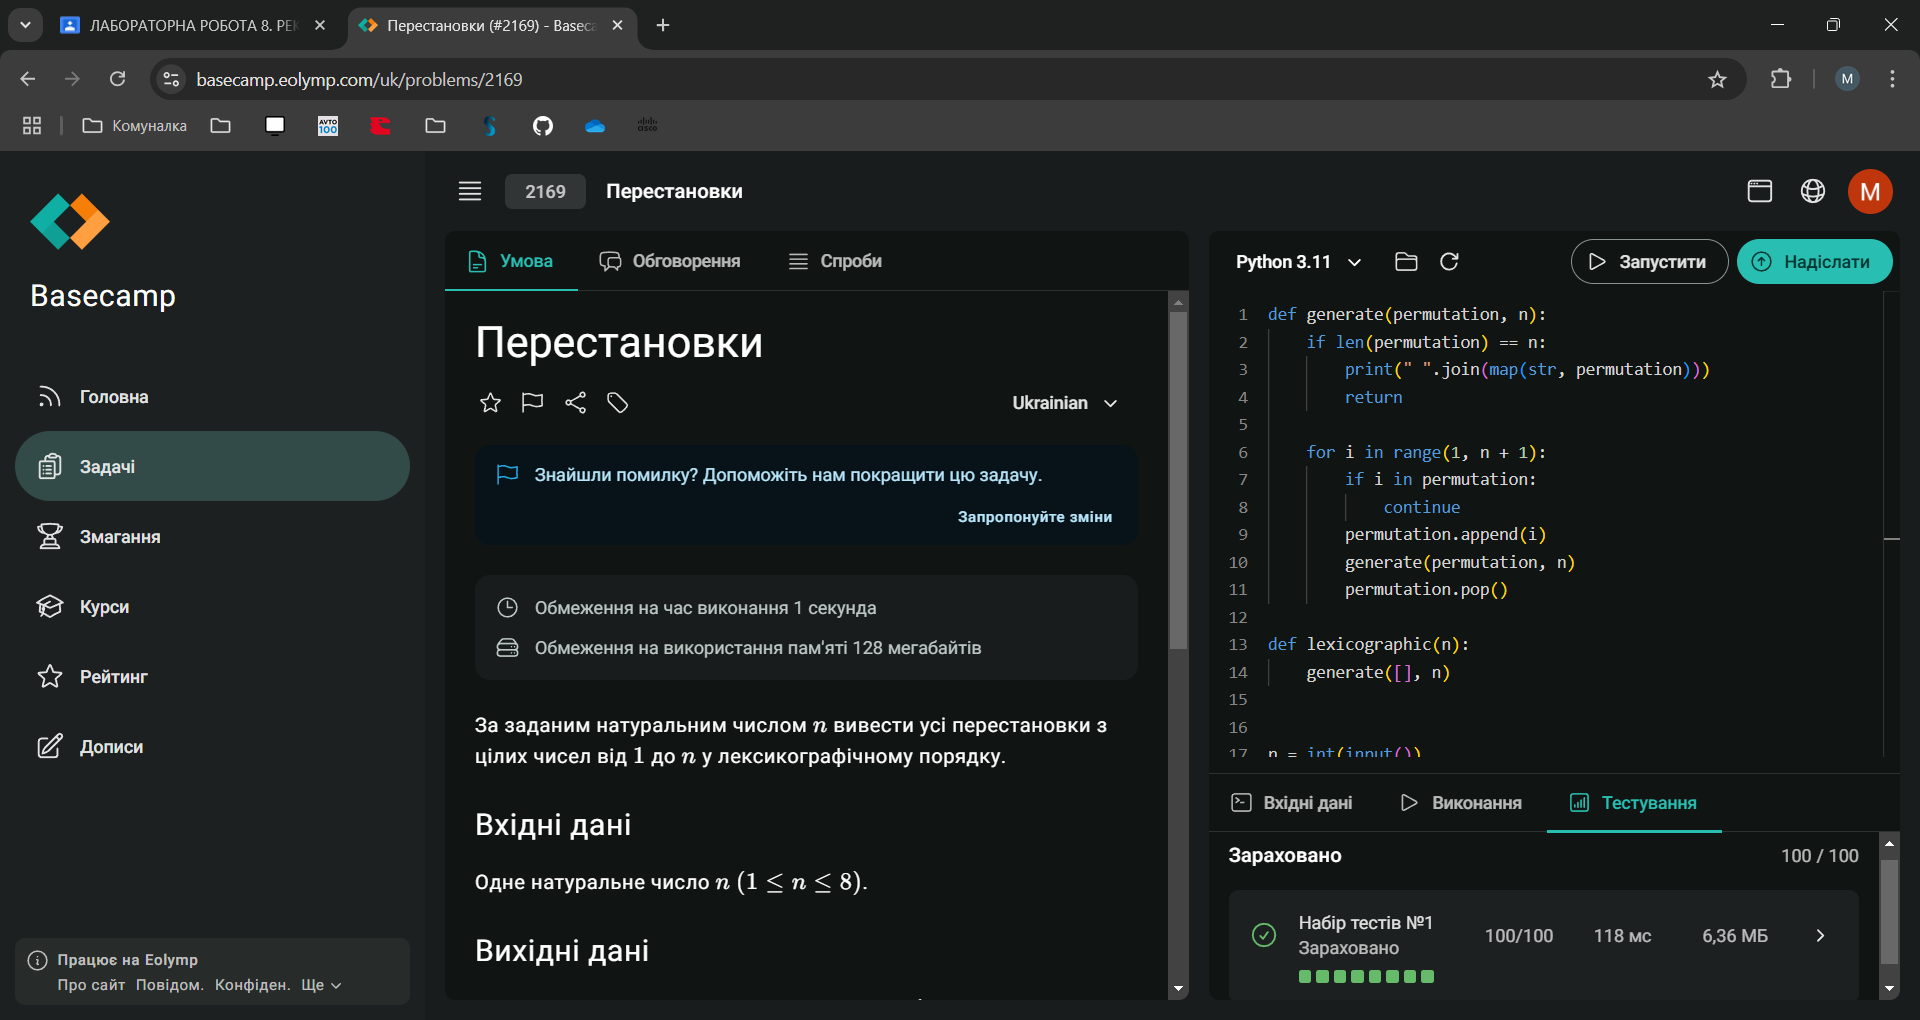 ЛАБОРАТОРНА РОБОТА 8. РЕК
Перестановки (#2169) - Baseca
basecamp.eolymp.com/uk/problems/2169
M
Комуналка
AVTO
100
cisco
Basecamp
Головна
Задачі
Змагання
Курси
Рейтинг
Дописи
Працює на Eolymp
Про сайт Повідом. Конфіден. Ще
2169 Перестановки
M
Умова
Обговорення
Спроби
Перестановки
Ukrainian
Знайшли помилку? Допоможіть нам покращити цю задачу.
Запропонуйте зміни
Обмеження на час виконання 1 секунда
Обмеження на використання пам'яті 128 мегабайтів
За заданим натуральним числом n вивести усі перестановки з
цілих чисел від 1 до n у лексикографічному порядку.
Вхідні дані
Одне натуральне число n (1 ≤ n ≤ 8).
Вихідні дані
Python 3.11
Запустити
Надіслати
1 def generate(permutation, n):
2 if len(permutation) == n:
3 print(" ".join(map(str, permutation)))
4 return
5
6 for i in range(1, n + 1):
7 if i in permutation:
8 continue
9 permutation.append(i)
10 generate(permutation, n)
11 permutation.pop()
12
13 def lexicographic(n):
14 generate([], n)
15
16
17 n = int(input())
Вхідні дані
Виконання
Тестування
Зараховано 100 / 100
Набір тестів №1 100/100 118 мс 6,36 МБ
Зараховано